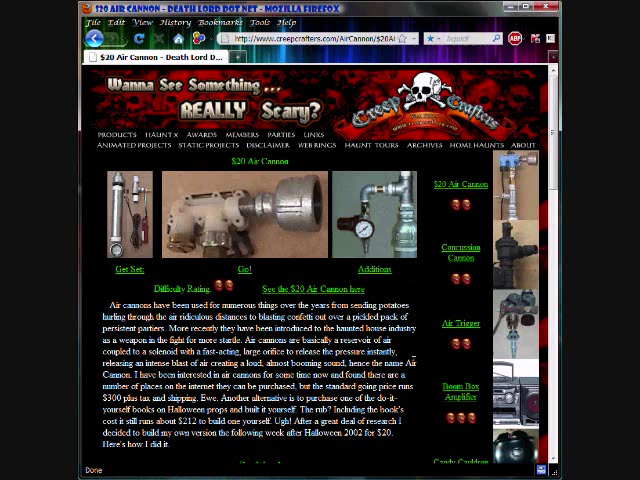 $20 AIR CANNON - DEATH LORD DOT NET - MOZILLA FIREFOX
File Edit View History Bookmarks Tools Help
http://www.creepcrafters.com/AirCannon/$20AI
Inquick
ABP
K
$20 Air Cannon - Death Lord D...
Wanna See Something...
REALLY Scary?
Creep Crafters
PRODUCTS HAUNT X AWARDS MEMBERS PARTIES LINKS
ANIMATED PROJECTS STATIC PROJECTS DISCLAIMER WEB RINGS HAUNT TOURS ARCHIVES HOME HAUNTS ABOUT
$20 Air Cannon
Get Set: Go! Additions
Difficulty Rating: See the $20 Air Cannon here
Air cannons have been used for numerous things over the years from sending potatoes
hurling through the air ridiculous distances to blasting confetti out over a pickled pack of
persistent partiers. More recently they have been introduced to the haunted house industry
as a weapon in the fight for more startle. Air cannons are basically a reservoir of air
coupled to a solenoid with a fast-acting, large orifice to release the pressure instantly,
releasing an intense blast of air creating a loud, almost booming sound, hence the name Air
Cannon. I have been interested in air cannons for some time now and found there are a
number of places on the internet they can be purchased, but the standard going price runs
$300 plus tax and shipping. Ewe. Another alternative is to purchase one of the do-it-
yourself books on Halloween props and built it yourself. The rub? Including the book's
cost it still runs about $212 to build one yourself. Ugh! After a great deal of research I
decided to build my own version the following week after Halloween 2002 for $20.
Here's how I did it.
$20 Air Cannon
Concussion
Cannon
Air Trigger
Boom Box
Amplifier
Candy Cauldron
Done